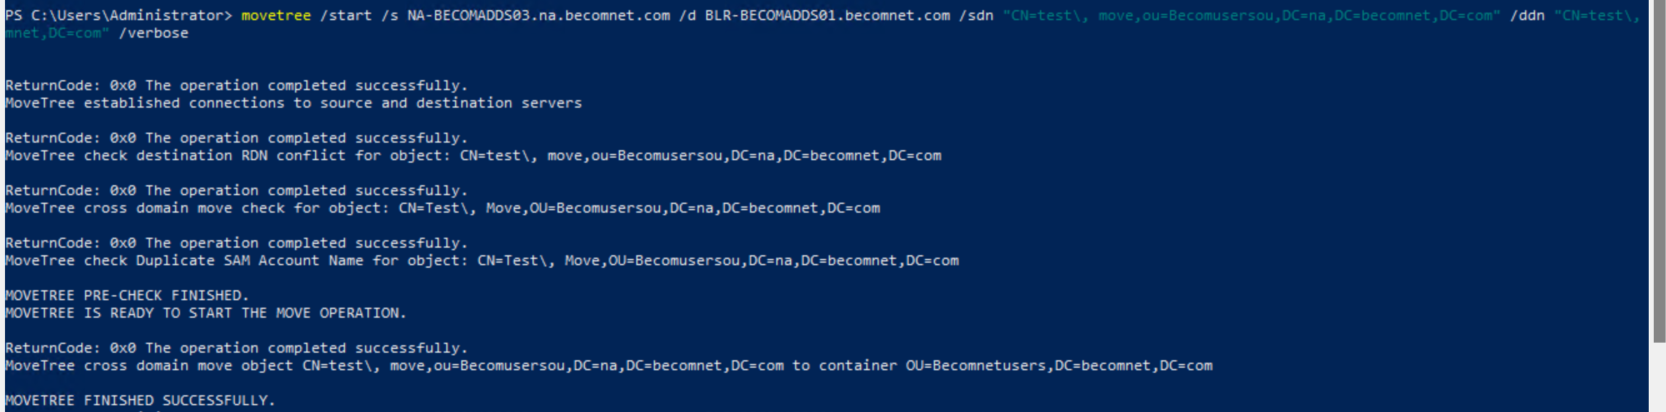 PS C:\Users\Administrator> movetree /start /s NA-BECOMADDS03.na.becomnet.com /d BLR-BECOMADDS01.becomnet.com /sdn "CN=test\, move,ou=Becomusersou,DC=na,DC=becomnet,DC=com" /ddn "CN=test\,
mnet,DC=com" /verbose
ReturnCode: 0x0 The operation completed successfully.
MoveTree established connections to source and destination servers
ReturnCode: 0x0 The operation completed successfully.
MoveTree check destination RDN conflict for object: CN=test\, move,ou=Becomusersou,DC=na,DC=becomnet,DC=com
ReturnCode: 0x0 The operation completed successfully.
MoveTree cross domain move check for object: CN=Test\, Move,OU=Becomusersou,DC=na,DC=becomnet,DC=com
ReturnCode: 0x0 The operation completed successfully.
MoveTree check Duplicate SAM Account Name for object: CN=Test\, Move,OU=Becomusersou,DC=na,DC=becomnet,DC=com
MOVETREE PRE-CHECK FINISHED.
MOVETREE IS READY TO START THE MOVE OPERATION.
ReturnCode: 0x0 The operation completed successfully.
MoveTree cross domain move object CN=test\, move,ou=Becomusersou,DC=na,DC=becomnet,DC=com to container OU=Becomnetusers,DC=becomnet,DC=com
MOVETREE FINISHED SUCCESSFULLY.